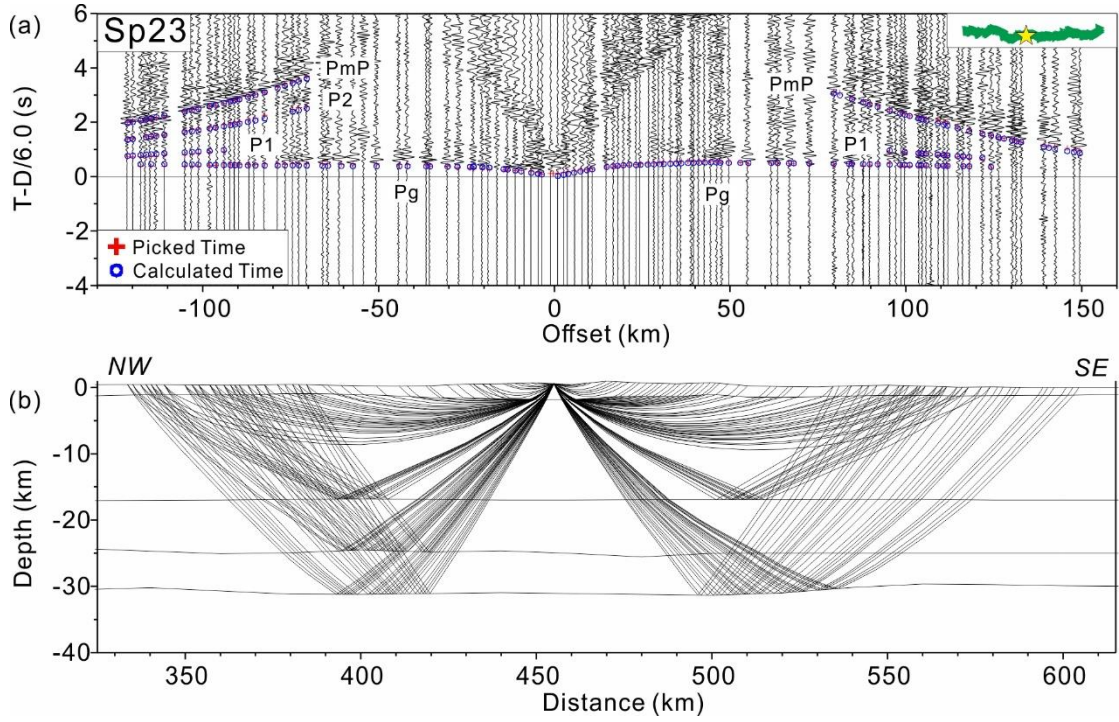 (a)
Sp23
6
4
2
0
-2
-4
T-D/6.0 (s)
PmP
P2
P1
Pg
PmP
P1
Pg
Picked Time
Calculated Time
-100
-50
0
50
100
150
Offset (km)
NW
SE
(b)
0
-10
-20
-30
-40
Depth (km)
350
400
450
500
550
600
Distance (km)